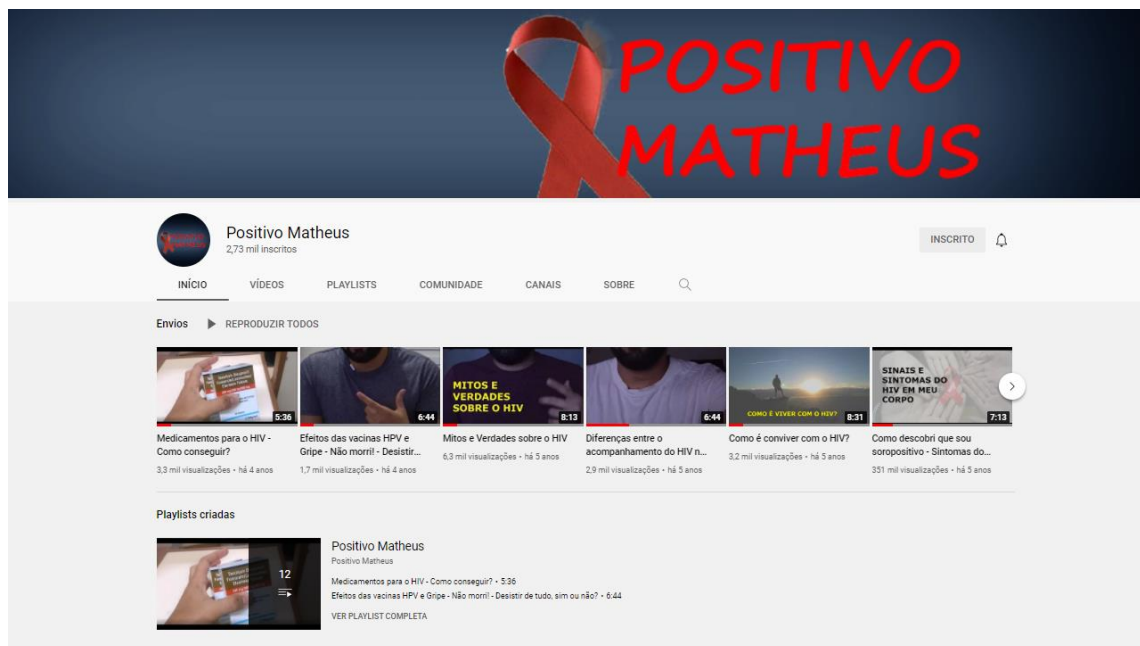 POSITIVO
MATHEUS
Positivo Matheus
2,73 mil inscritos
INSCRITO
INÍCIO VÍDEOS PLAYLISTS COMUNIDADE CANAIS SOBRE
Envios REPRODUZIR TODOS
5:36
MITOS E
VERDADES
SOBRE O HIV
6:44
8:13
6:44
COMO É VIVER COM O HIV?
8:31
SINAIS E
SINTOMAS DO
HIV EM MEU
CORPO
7:13
Medicamentos para o HIV -
Como conseguir?
3,3 mil visualizações • há 4 anos
Efeitos das vacinas HPV e
Gripe - Não morri! - Desistir...
1,7 mil visualizações • há 4 anos
Mitos e Verdades sobre o HIV
6,3 mil visualizações • há 5 anos
Diferenças entre o
acompanhamento do HIV n...
2,9 mil visualizações • há 5 anos
Como é conviver com o HIV?
3,2 mil visualizações • há 5 anos
Como descobri que sou
soropositivo - Sintomas do...
351 mil visualizações • há 5 anos
Playlists criadas
12
Positivo Matheus
Positivo Matheus
Medicamentos para o HIV - Como conseguir? • 5:36
Efeitos das vacinas HPV e Gripe - Não morri! - Desistir de tudo, sim ou não? • 6:44
VER PLAYLIST COMPLETA